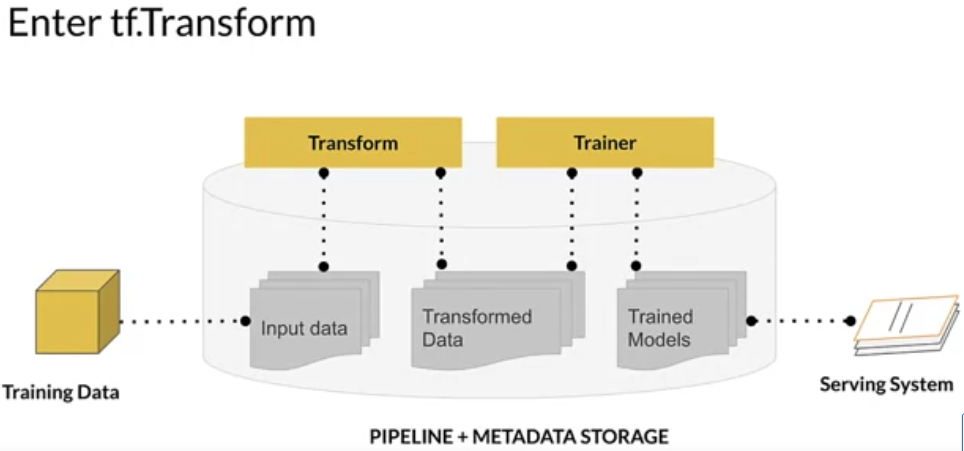 Enter tf.Transform
Transform
Trainer
Input data
Transformed
Data
Trained
Models
Training Data
Serving System
PIPELINE + METADATA STORAGE